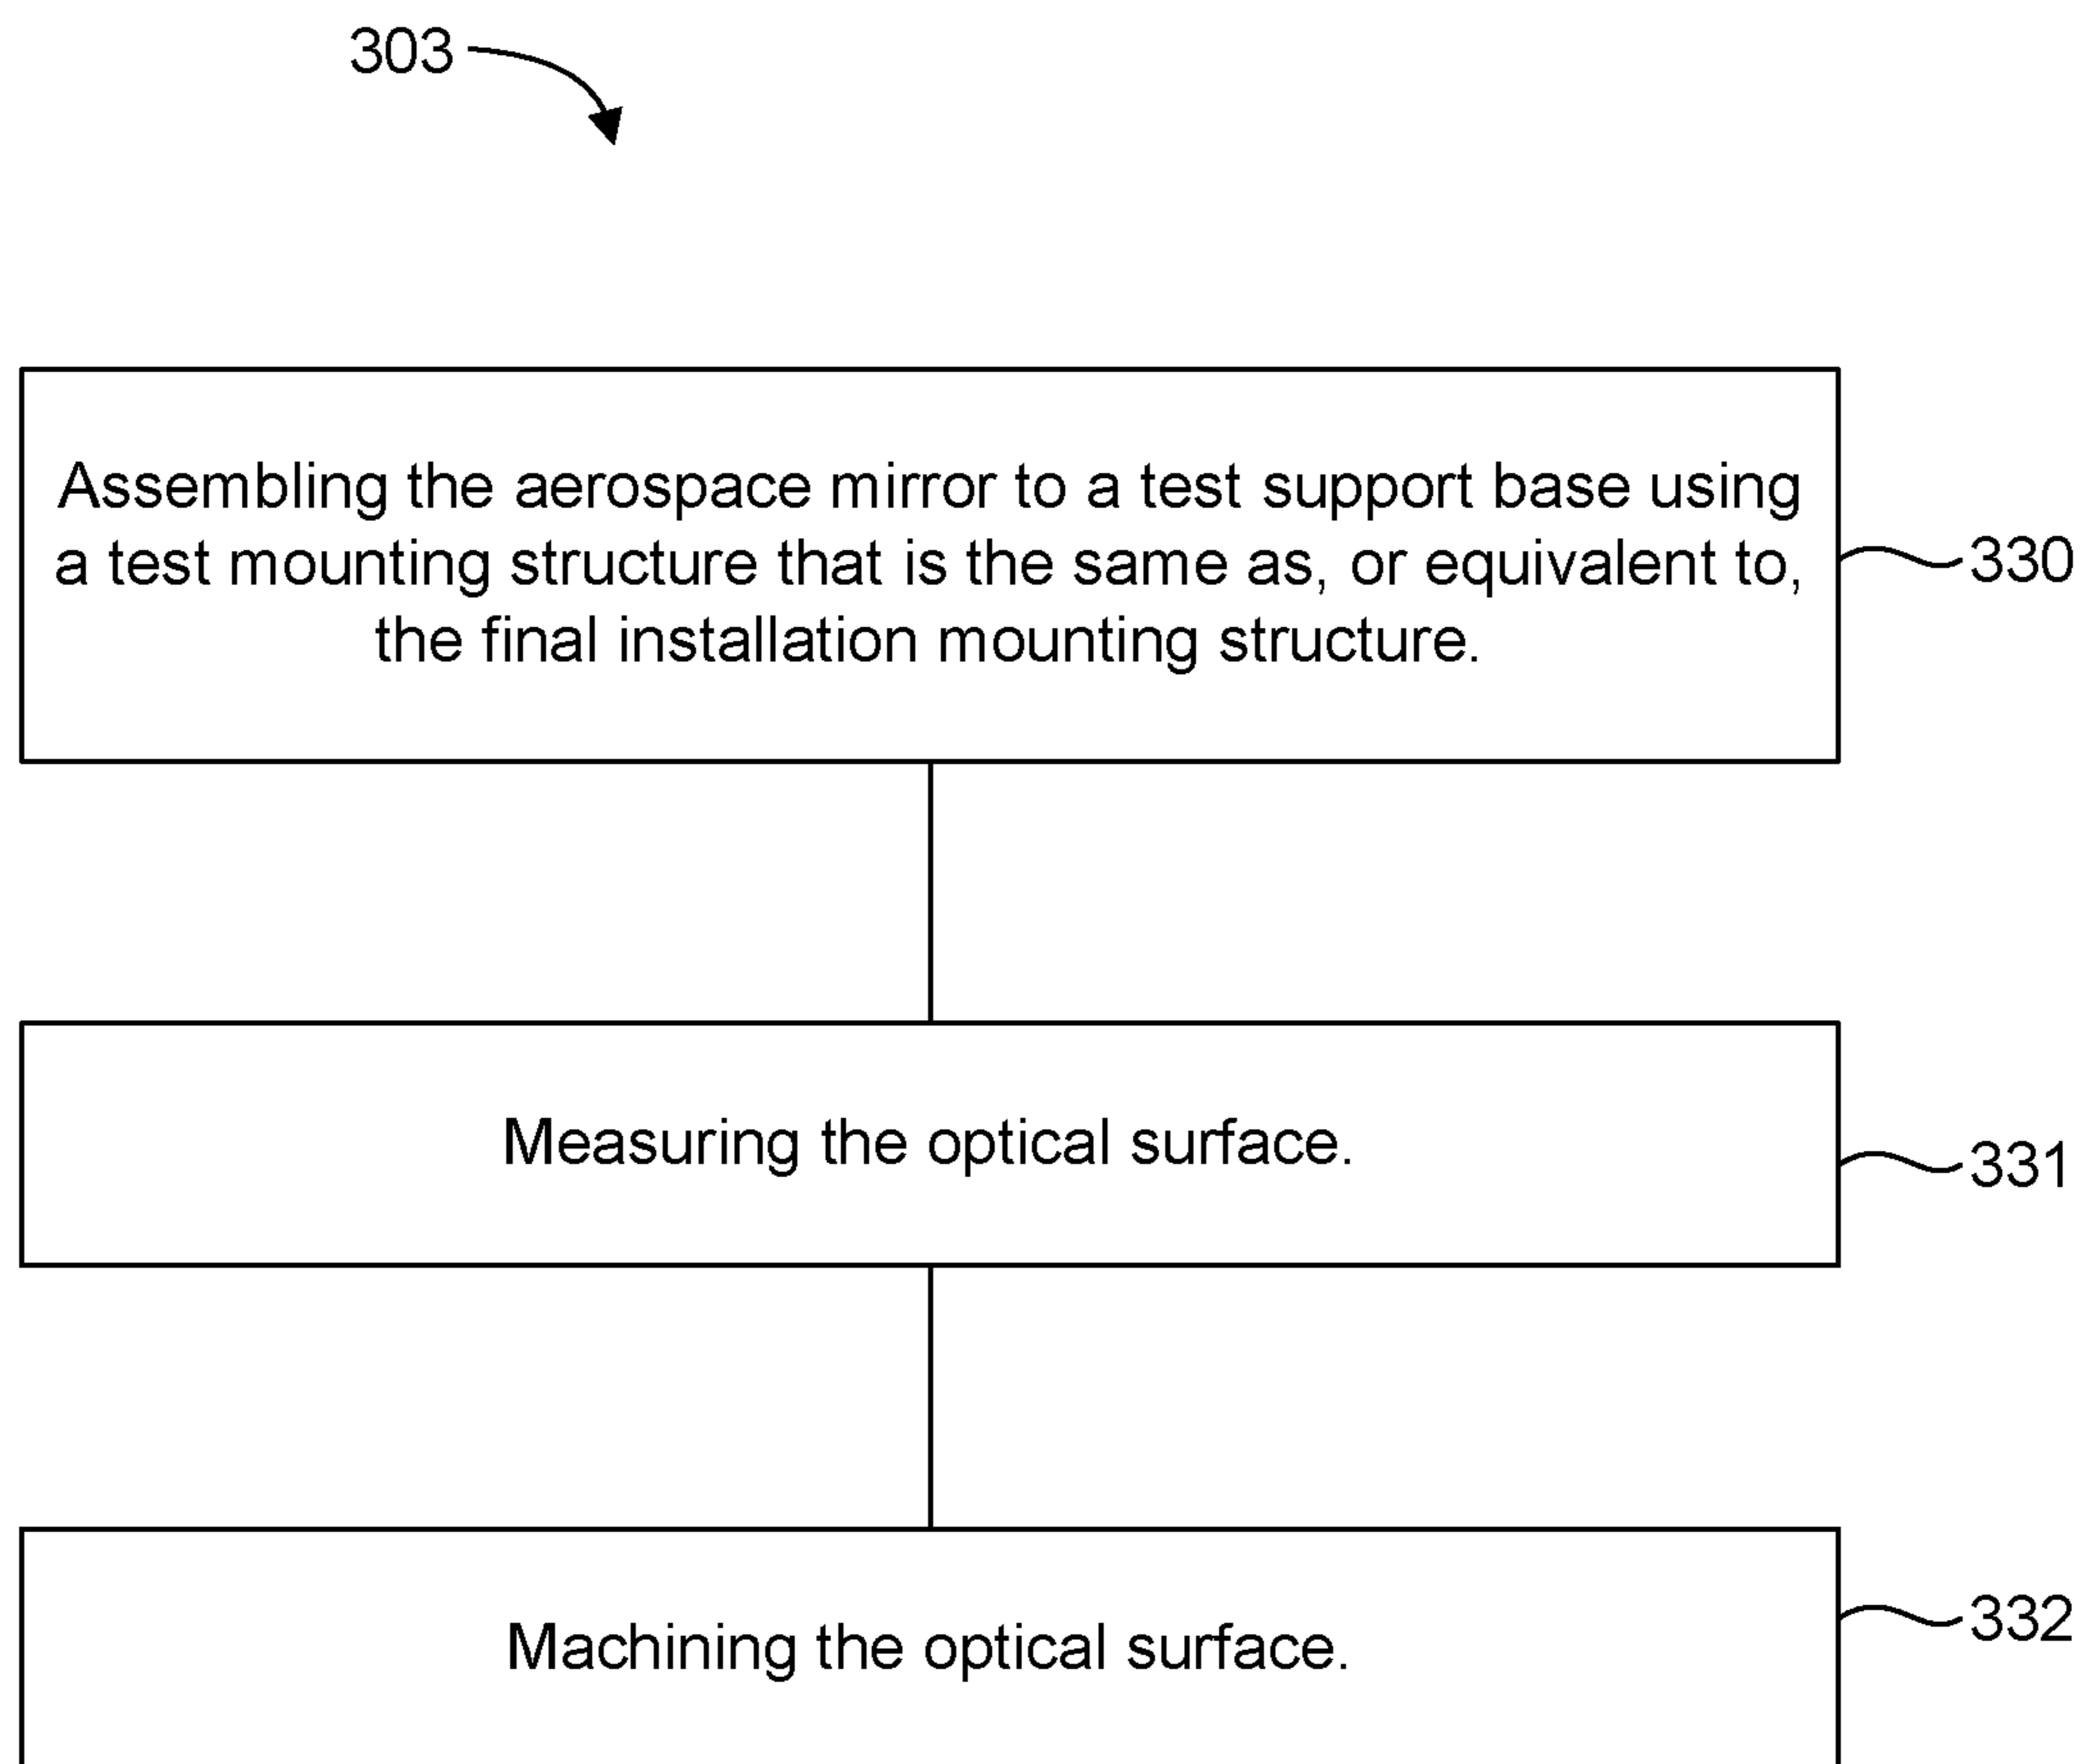 303
Assembling the aerospace mirror to a test support base using
a test mounting structure that is the same as, or equivalent to,
the final installation mounting structure.
330
Measuring the optical surface.
331
Machining the optical surface.
332